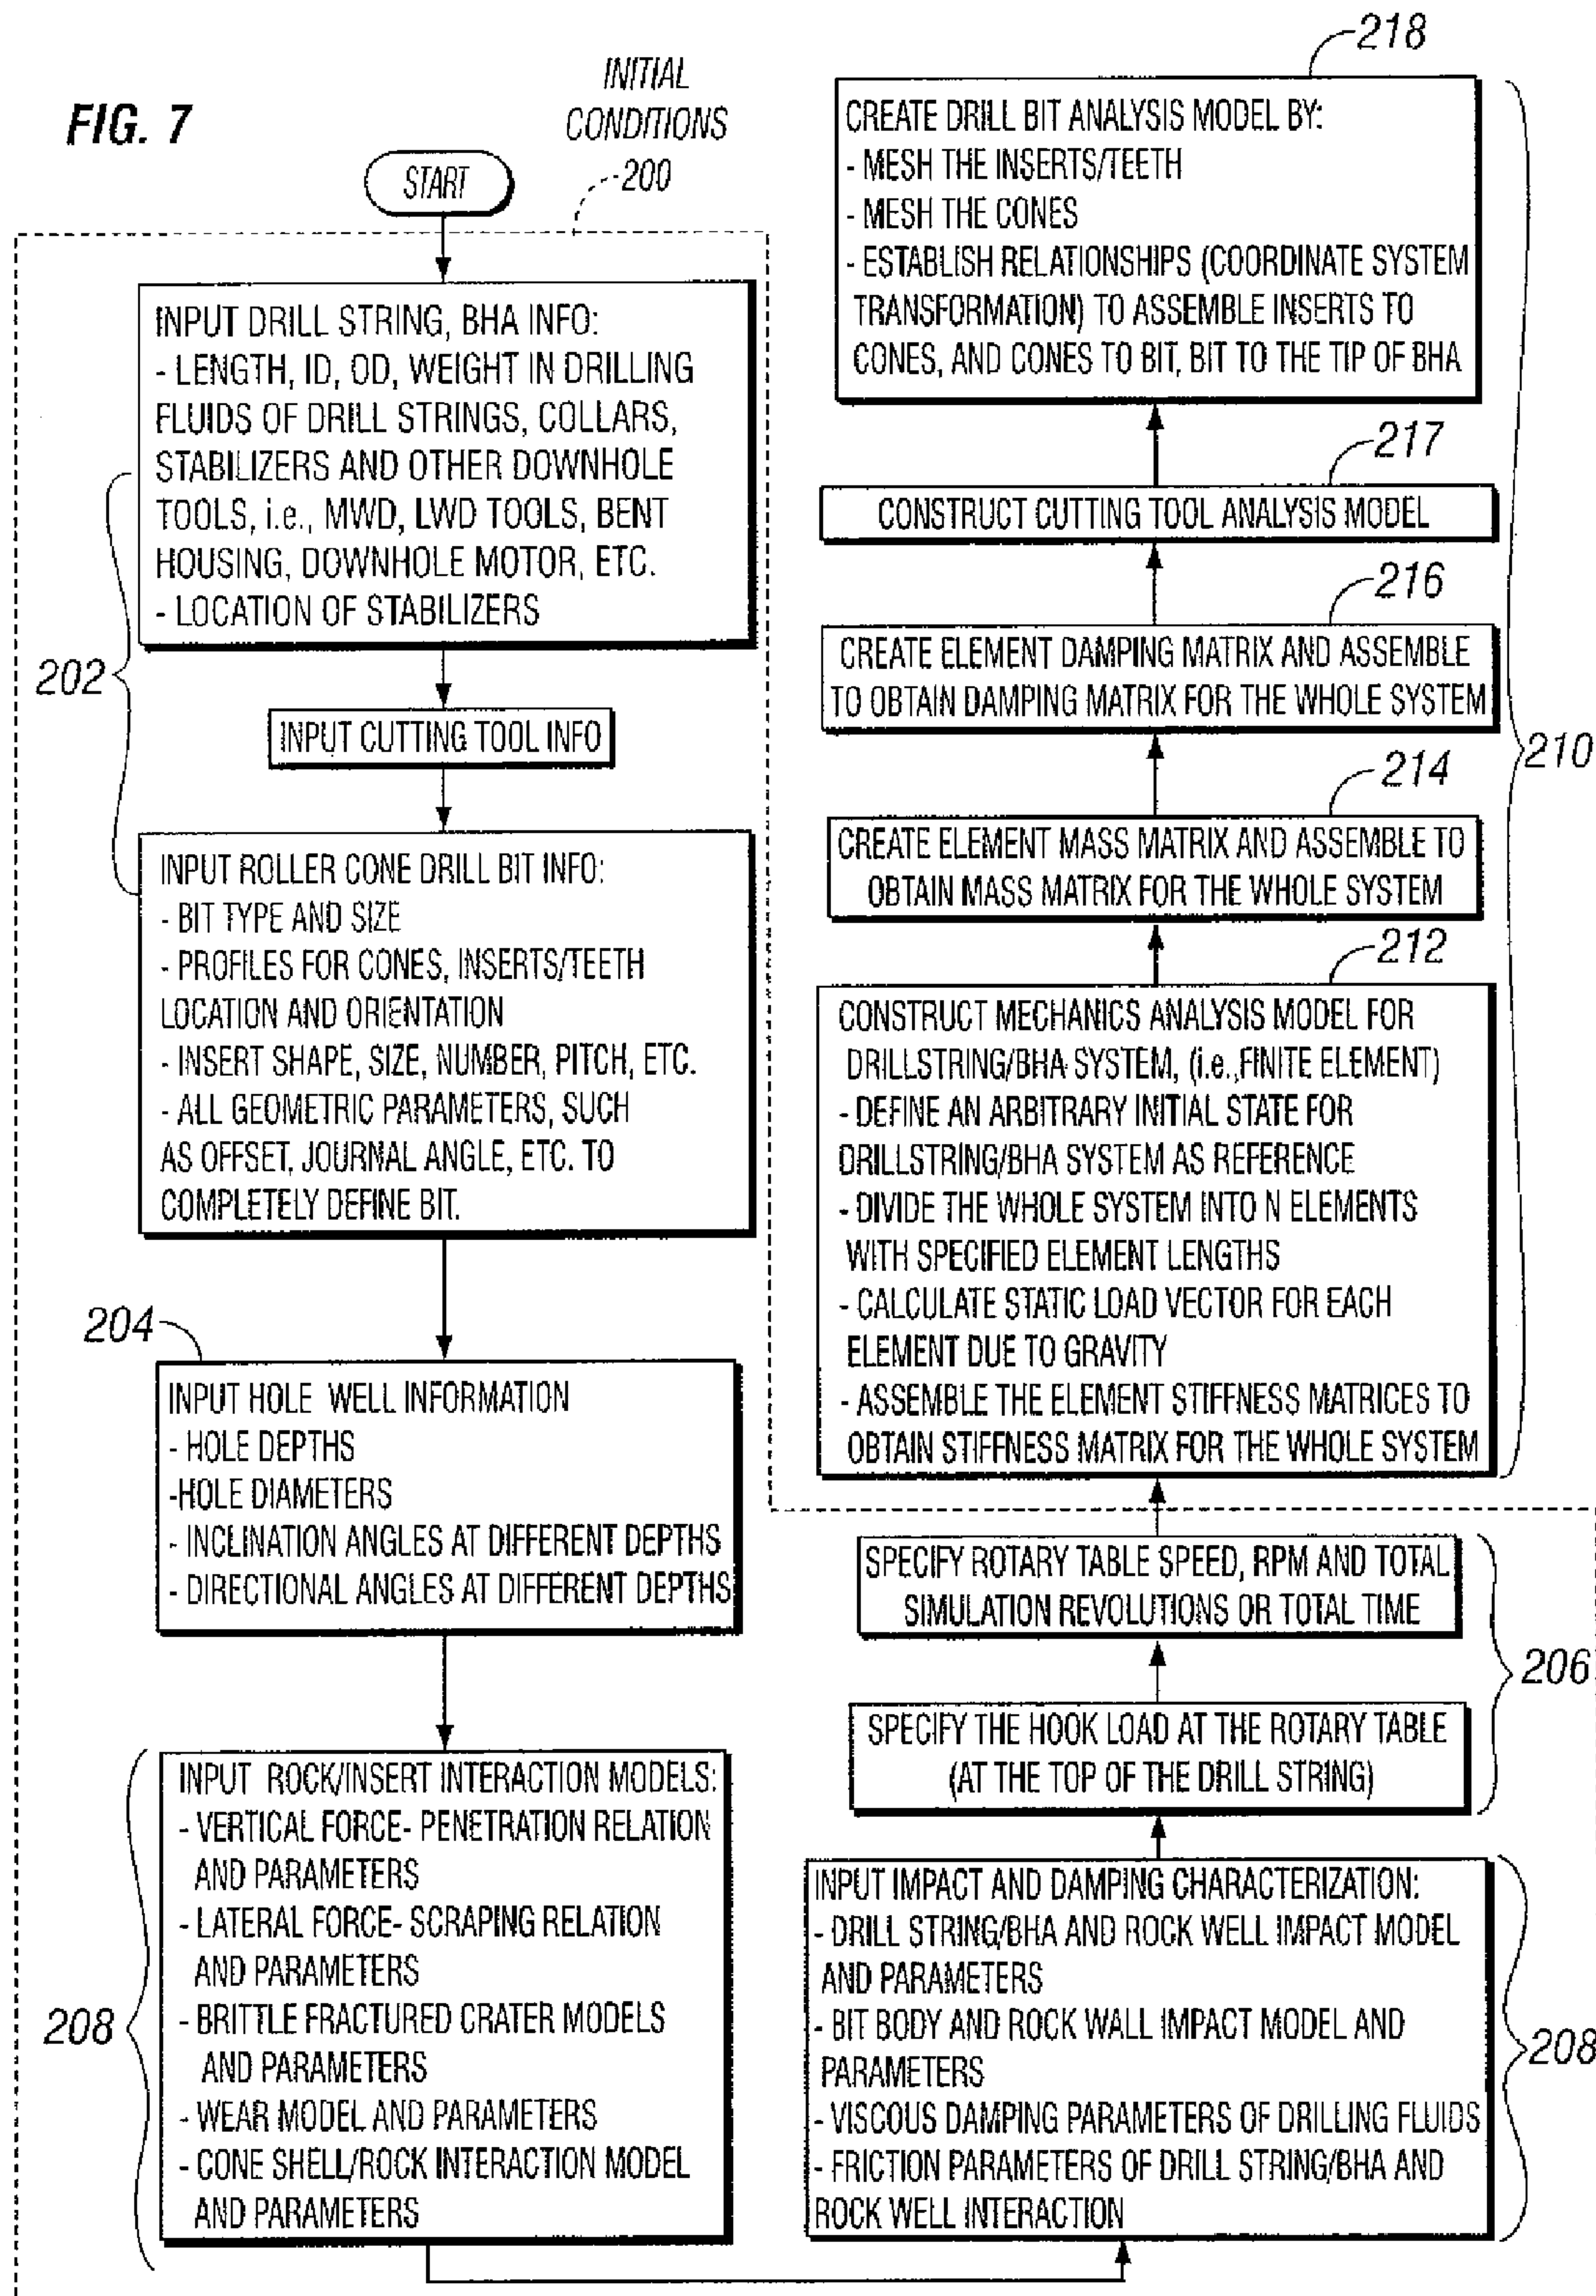 FIG. 7
INITIAL
CONDITIONS
200
START
INPUT DRILL STRING, BHA INFO:
- LENGTH, ID, OD, WEIGHT IN DRILLING
FLUIDS OF DRILL STRINGS, COLLARS,
STABILIZERS AND OTHER DOWNHOLE
TOOLS, i.e., MWD, LWD TOOLS, BENT
HOUSING, DOWNHOLE MOTOR, ETC.
- LOCATION OF STABILIZERS
202
INPUT CUTTING TOOL INFO
INPUT ROLLER CONE DRILL BIT INFO:
- BIT TYPE AND SIZE
- PROFILES FOR CONES, INSERTS/TEETH
LOCATION AND ORIENTATION
- INSERT SHAPE, SIZE, NUMBER, PITCH, ETC.
- ALL GEOMETRIC PARAMETERS, SUCH
AS OFFSET, JOURNAL ANGLE, ETC. TO
COMPLETELY DEFINE BIT.
204
INPUT HOLE WELL INFORMATION
- HOLE DEPTHS
-HOLE DIAMETERS
- INCLINATION ANGLES AT DIFFERENT DEPTHS
- DIRECTIONAL ANGLES AT DIFFERENT DEPTHS
208
INPUT ROCK/INSERT INTERACTION MODELS:
- VERTICAL FORCE- PENETRATION RELATION
AND PARAMETERS
- LATERAL FORCE- SCRAPING RELATION
AND PARAMETERS
- BRITTLE FRACTURED CRATER MODELS
AND PARAMETERS
- WEAR MODEL AND PARAMETERS
- CONE SHELL/ROCK INTERACTION MODEL
AND PARAMETERS
INPUT IMPACT AND DAMPING CHARACTERIZATION:
- DRILL STRING/BHA AND ROCK WELL IMPACT MODEL
AND PARAMETERS
- BIT BODY AND ROCK WALL IMPACT MODEL AND
PARAMETERS
- VISCOUS DAMPING PARAMETERS OF DRILLING FLUIDS
- FRICTION PARAMETERS OF DRILL STRING/BHA AND
ROCK WELL INTERACTION
208
SPECIFY THE HOOK LOAD AT THE ROTARY TABLE
(AT THE TOP OF THE DRILL STRING)
206
SPECIFY ROTARY TABLE SPEED, RPM AND TOTAL
SIMULATION REVOLUTIONS OR TOTAL TIME
212
CONSTRUCT MECHANICS ANALYSIS MODEL FOR
DRILLSTRING/BHA SYSTEM, (i.e.,FINITE ELEMENT)
- DEFINE AN ARBITRARY INITIAL STATE FOR
DRILLSTRING/BHA SYSTEM AS REFERENCE
- DIVIDE THE WHOLE SYSTEM INTO N ELEMENTS
WITH SPECIFIED ELEMENT LENGTHS
- CALCULATE STATIC LOAD VECTOR FOR EACH
ELEMENT DUE TO GRAVITY
- ASSEMBLE THE ELEMENT STIFFNESS MATRICES TO
OBTAIN STIFFNESS MATRIX FOR THE WHOLE SYSTEM
214
CREATE ELEMENT MASS MATRIX AND ASSEMBLE TO
OBTAIN MASS MATRIX FOR THE WHOLE SYSTEM
210
216
CREATE ELEMENT DAMPING MATRIX AND ASSEMBLE
TO OBTAIN DAMPING MATRIX FOR THE WHOLE SYSTEM
217
CONSTRUCT CUTTING TOOL ANALYSIS MODEL
218
CREATE DRILL BIT ANALYSIS MODEL BY:
- MESH THE INSERTS/TEETH
- MESH THE CONES
- ESTABLISH RELATIONSHIPS (COORDINATE SYSTEM
TRANSFORMATION) TO ASSEMBLE INSERTS TO
CONES, AND CONES TO BIT, BIT TO THE TIP OF BHA